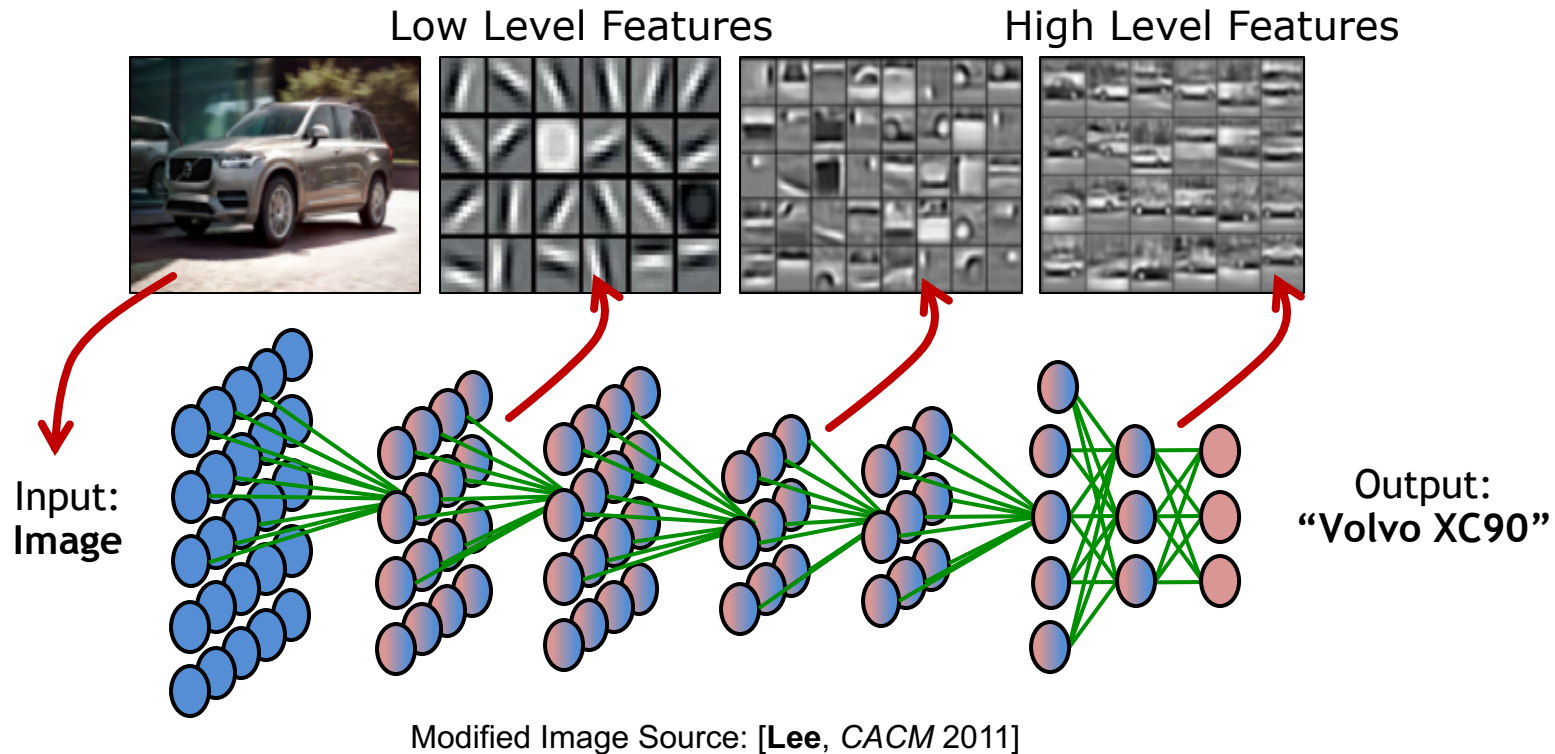 Low Level Features
High Level Features
Input:
Image
Output:
“Volvo XC90”
Modified Image Source: [Lee, CACM 2011]